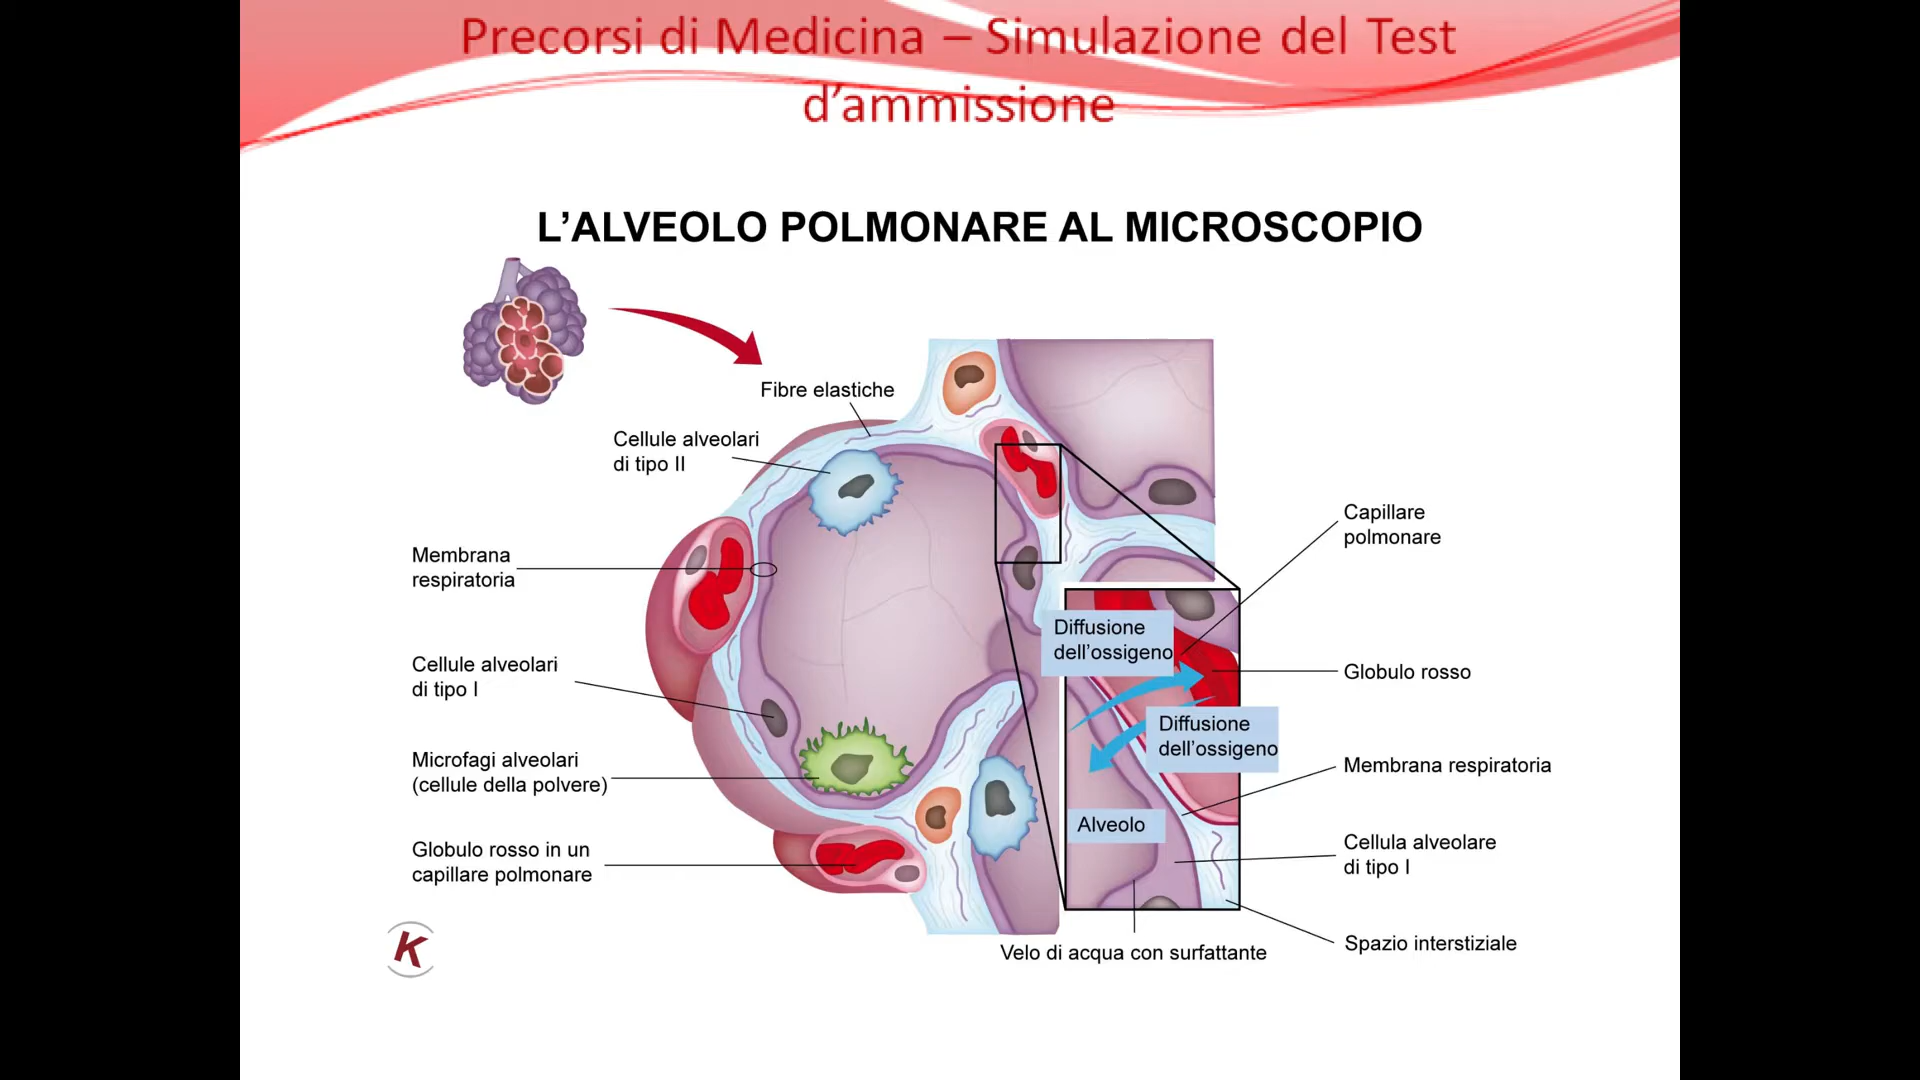 Precorsi di Medicina – Simulazione del Test
d’ammissione
L’ALVEOLO POLMONARE AL MICROSCOPIO
Fibre elastiche
Cellule alveolari
di tipo II
Membrana
respiratoria
Cellule alveolari
di tipo I
Microfagi alveolari
(cellule della polvere)
Globulo rosso in un
capillare polmonare
Capillare
polmonare
Diffusione
dell’ossigeno
Globulo rosso
Diffusione
dell’ossigeno
Membrana respiratoria
Alveolo
Cellula alveolare
di tipo I
Spazio interstiziale
Velo di acqua con surfattante
K